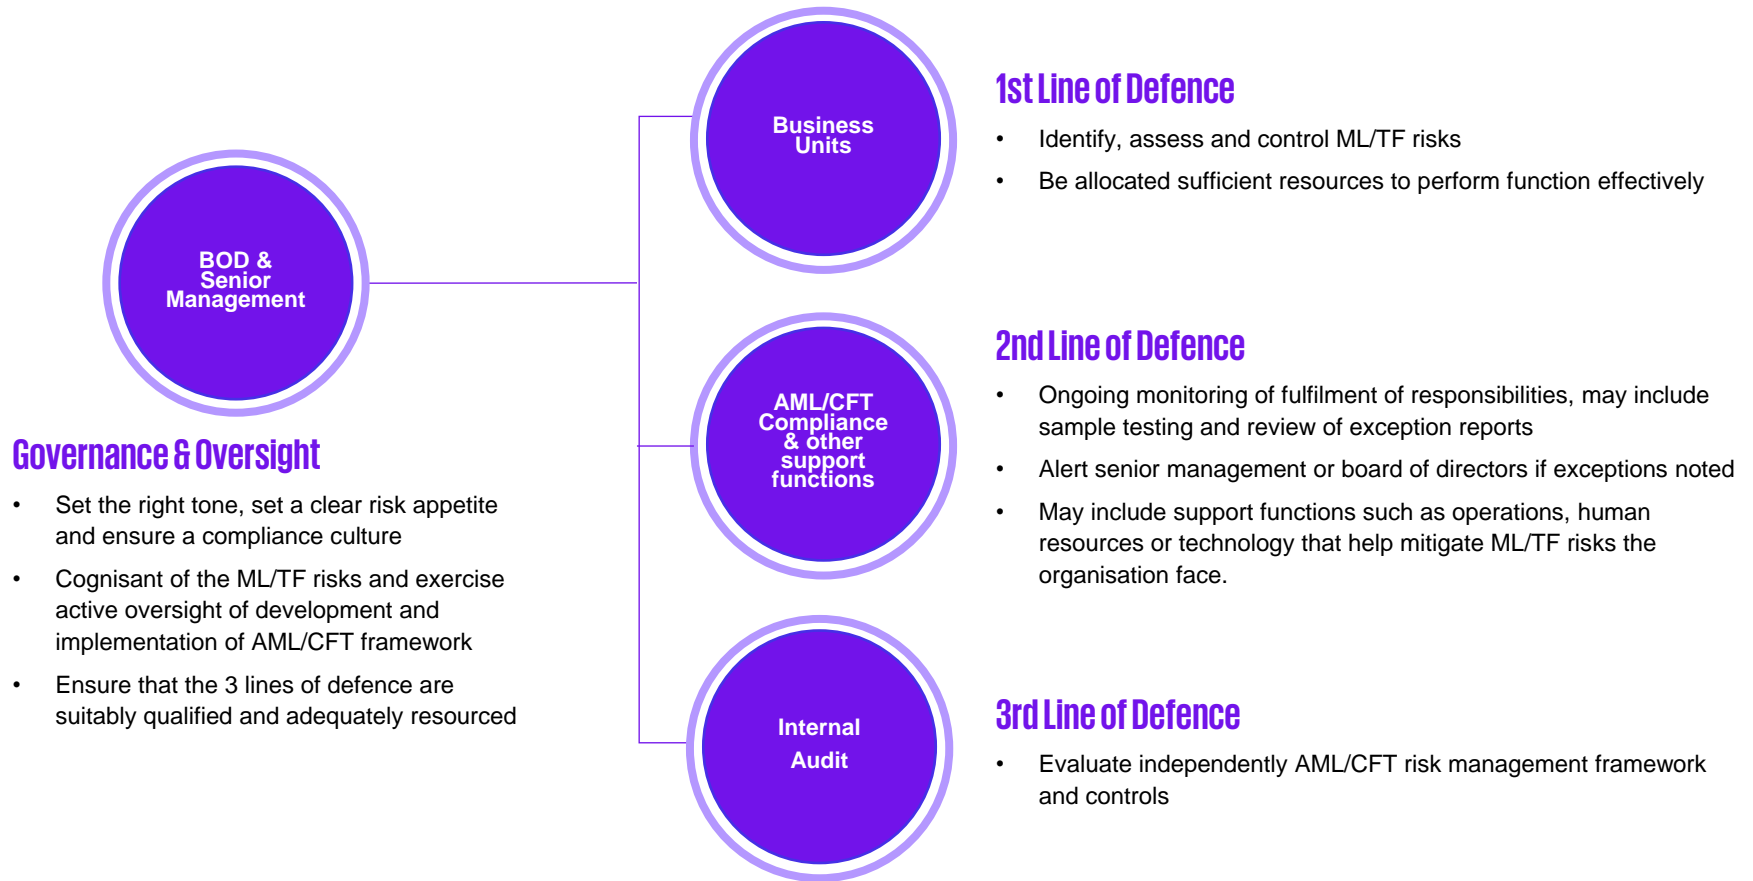 BOD &
Senior
Management
Governance & Oversight
• Set the right tone, set a clear risk appetite
and ensure a compliance culture
• Cognisant of the ML/TF risks and exercise
active oversight of development and
implementation of AML/CFT framework
• Ensure that the 3 lines of defence are
suitably qualified and adequately resourced
Business
Units
1st Line of Defence
• Identify, assess and control ML/TF risks
• Be allocated sufficient resources to perform function effectively
AML/CFT
Compliance
& other
support
functions
2nd Line of Defence
• Ongoing monitoring of fulfilment of responsibilities, may include
sample testing and review of exception reports
• Alert senior management or board of directors if exceptions noted
• May include support functions such as operations, human
resources or technology that help mitigate ML/TF risks the
organisation face.
Internal
Audit
3rd Line of Defence
• Evaluate independently AML/CFT risk management framework
and controls